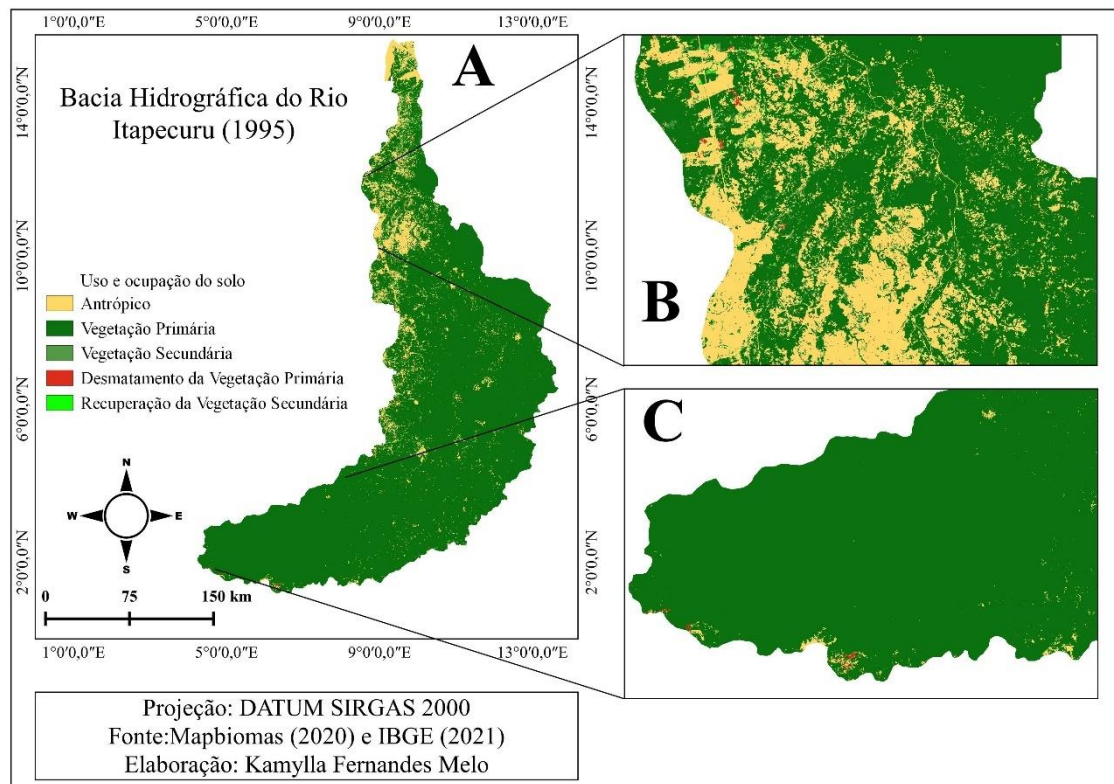 1°0'0,0"E 5°0'0,0"E 9°0'0,0"E 13°0'0,0"E
A
Bacia Hidrográfica do Rio
Itapecuru (1995)
14°0'0,0"N
10°0'0,0"N
6°0'0,0"N
2°0'0,0"N
Uso e ocupação do solo
Antrópico
Vegetação Primária
Vegetação Secundária
Desmatamento da Vegetação Primária
Recuperação da Vegetação Secundária
N
W E
S
0 75 150 km
14°0'0,0"N
10°0'0,0"N
6°0'0,0"N
2°0'0,0"N
1°0'0,0"E 5°0'0,0"E 9°0'0,0"E 13°0'0,0"E
B
C
Projeção: DATUM SIRGAS 2000
Fonte:Mapbiomas (2020) e IBGE (2021)
Elaboração: Kamylla Fernandes Melo